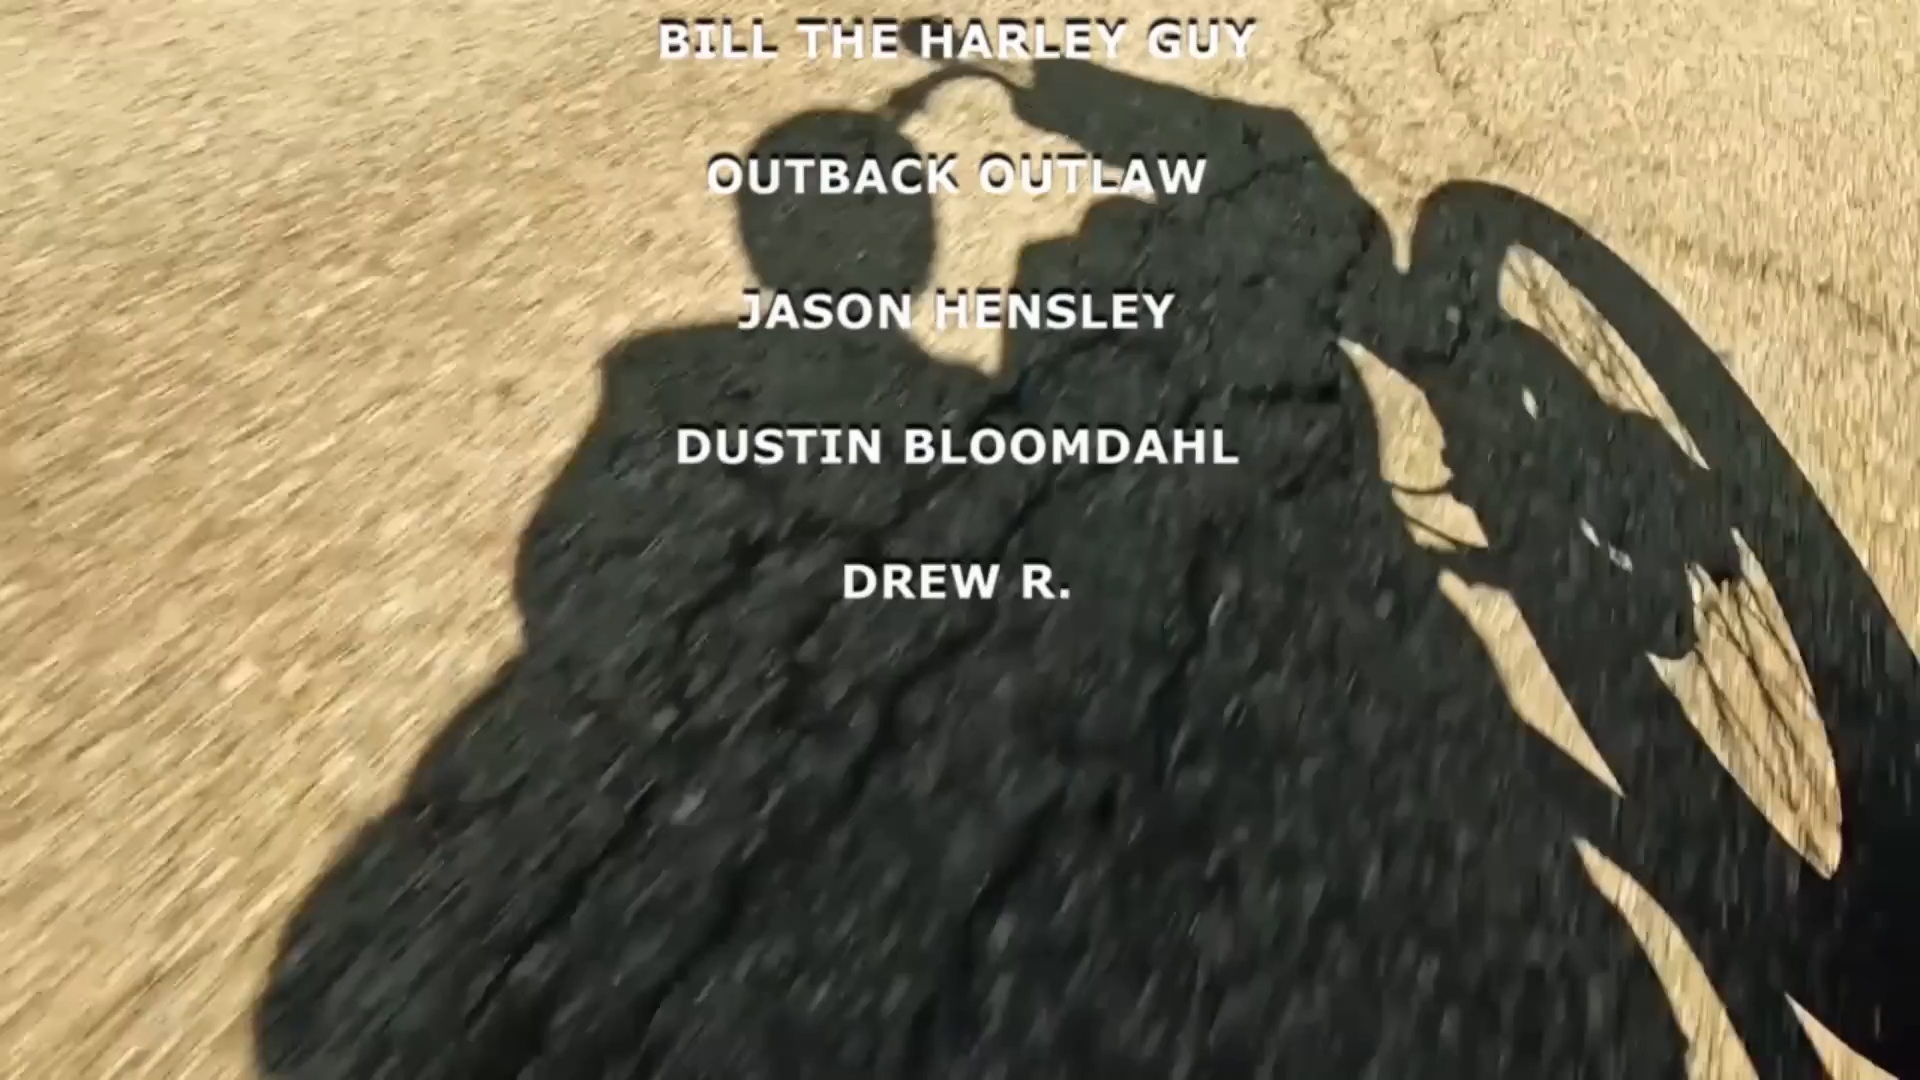 BILL THE HARLEY GUY
OUTBACK OUTLAW
JASON HENSLEY
DUSTIN BLOOMDAHL
DREW R.